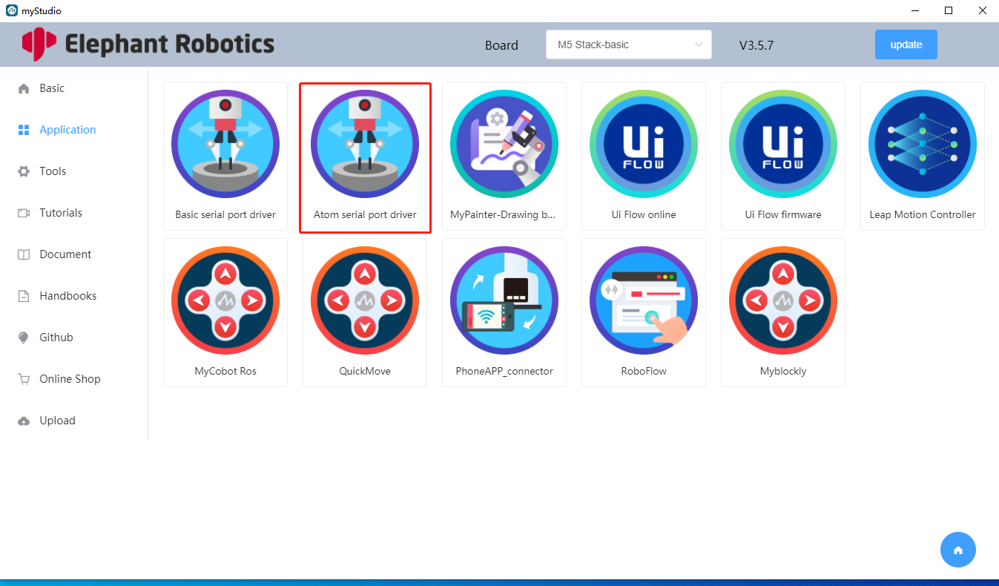 myStudio
Elephant Robotics
Board
M5 Stack-basic
V3.5.7
update
Basic
Application
Tools
Tutorials
Document
Handbooks
Github
Online Shop
Upload
Basic serial port driver
Atom serial port driver
MyPainter-Drawing b...
Ui FLOW
Ui Flow online
Ui FLOW
Ui Flow firmware
Leap Motion Controller
MyCobot Ros
QuickMove
PhoneAPP_connector
RoboFlow
Myblockly